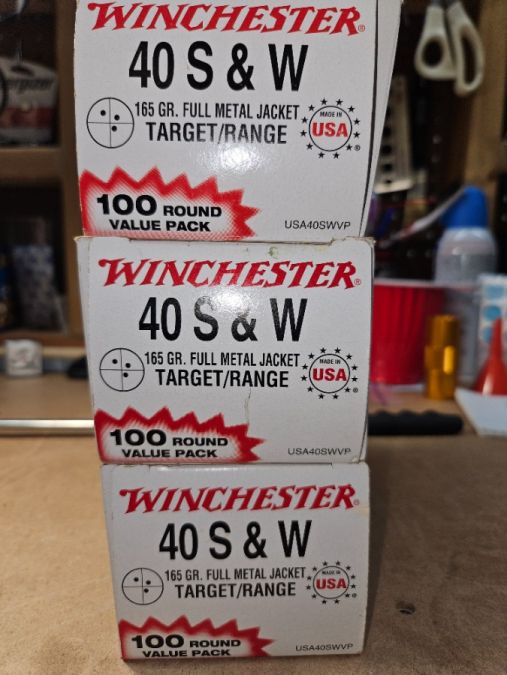 WINCHESTER®
40 S & W
165 GR. FULL METAL JACKET
TARGET/RANGE
MADE IN
USA
®
100 ROUND
VALUE PACK
USA40SWVP
WINCHESTER®
40 S & W
165 GR. FULL METAL JACKET
TARGET/RANGE
MADE IN
USA
®
100 ROUND
VALUE PACK
USA40SWVP
WINCHESTER®
40 S & W
165 GR. FULL METAL JACKET
TARGET/RANGE
MADE IN
USA
®
100 ROUND
VALUE PACK
USA40SWVP